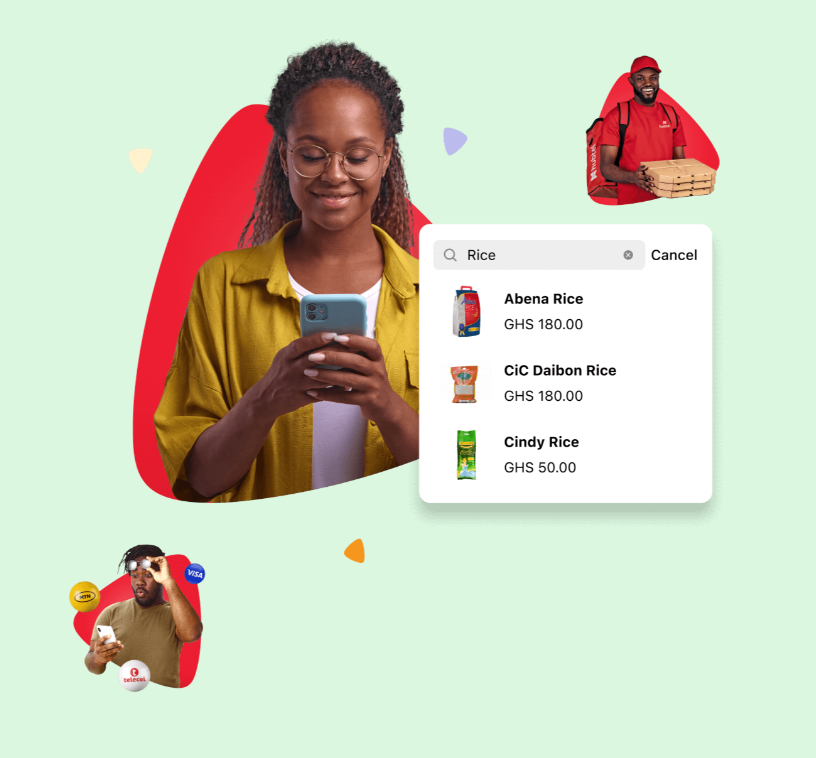 hubtel
Rice
Cancel
Abena Rice
GHS 180.00
CiC Daibon Rice
GHS 180.00
Cindy Rice
GHS 50.00
VISA
MTN
telecel